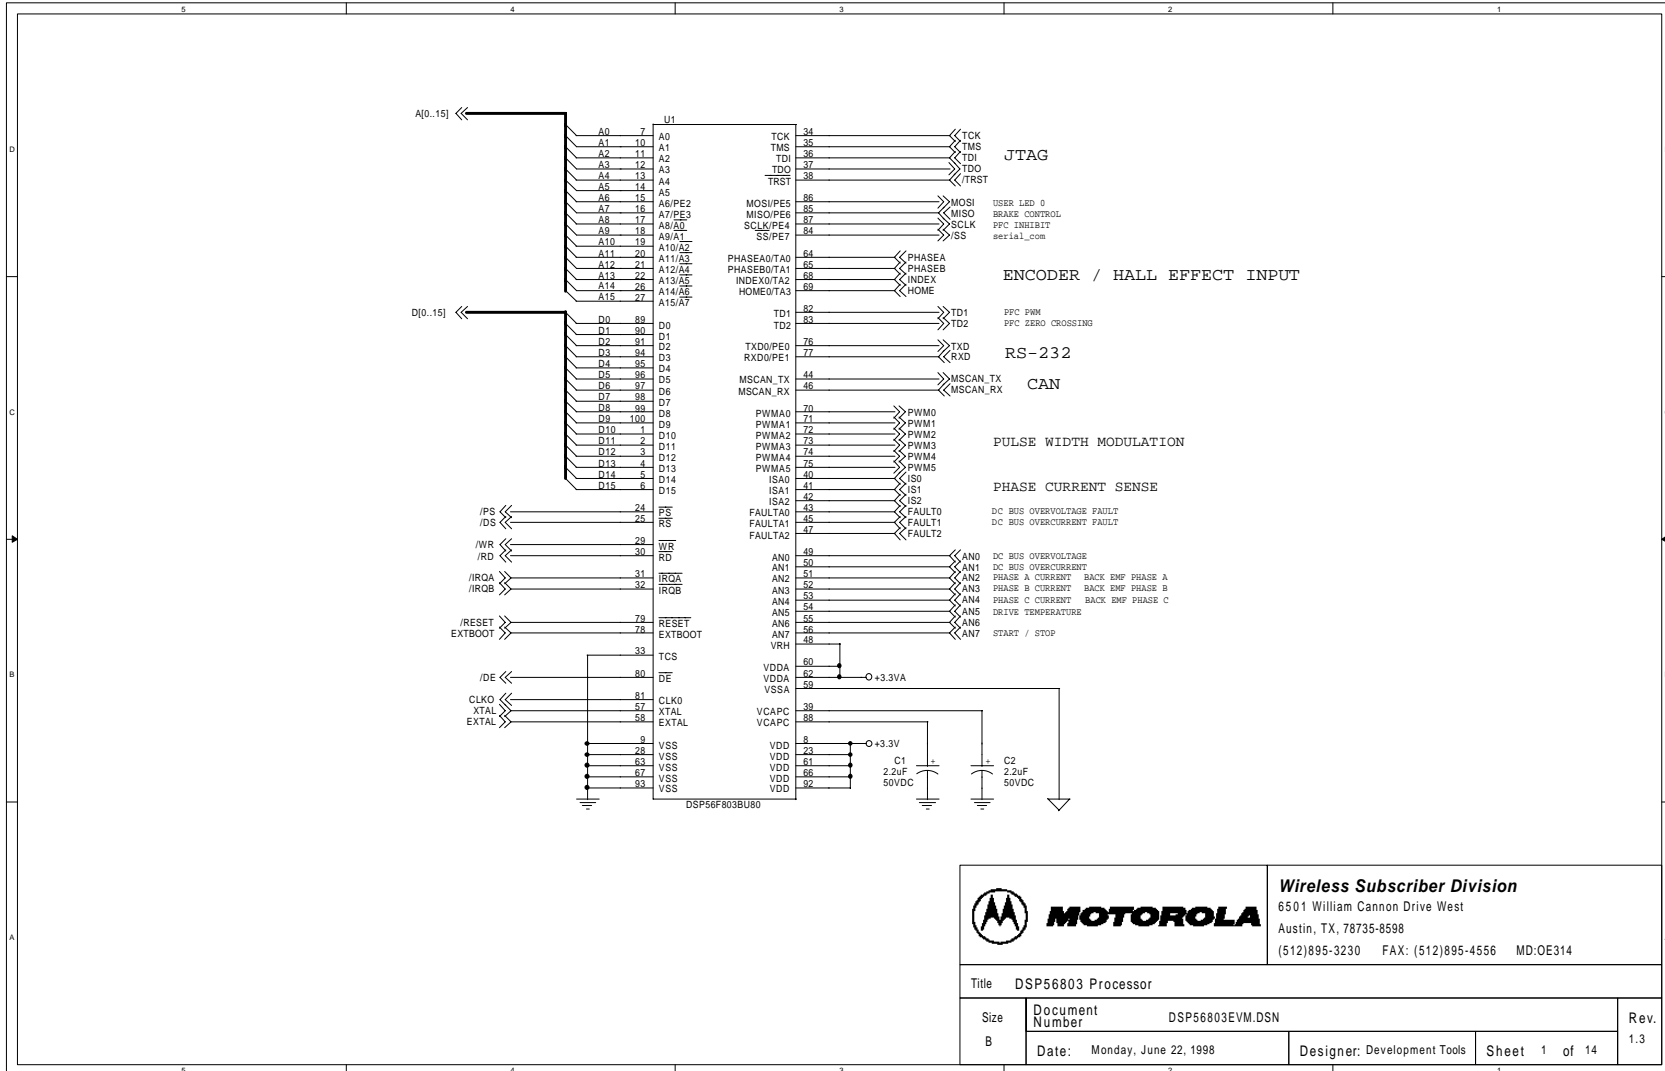 5 4 3 2 1
D
C
B
A
A[0..15]
D[0..15]
U1
A0 7 A0
A1 10 A1
A2 11 A2
A3 12 A3
A4 13 A4
A5 14 A5
A6 15 A6/PE2
A7 16 A7/PE3
A8 17 A8/A0
A9 18 A9/A1
A10 19 A10/A2
A11 20 A11/A3
A12 21 A12/A4
A13 22 A13/A5
A14 26 A14/A6
A15 27 A15/A7
D0 89 D0
D1 90 D1
D2 91 D2
D3 94 D3
D4 95 D4
D5 96 D5
D6 97 D6
D7 98 D7
D8 99 D8
D9 100 D9
D10 1 D10
D11 2 D11
D12 3 D12
D13 4 D13
D14 5 D14
D15 6 D15
/PS 24 PS
/DS 25 RS
/WR 29 WR
/RD 30 RD
/IRQA 31 IRQA
/IRQB 32 IRQB
/RESET 79 RESET
EXTBOOT 78 EXTBOOT
33 TCS
/DE 80 DE
CLKO 81 CLK0
XTAL 57 XTAL
EXTAL 58 EXTAL
9 VSS
28 VSS
63 VSS
67 VSS
93 VSS
TCK 34 TCK
TMS 35 TMS
TDI 36 TDI
TDO 37 TDO
TRST 38 /TRST
JTAG
MOSI/PE5 86 MOSI USER LED 0
MISO/PE6 85 MISO BRAKE CONTROL
SCLK/PE4 87 SCLK PFC INHIBIT
SS/PE7 84 /SS serial_com
PHASEA0/TA0 64 PHASEA
PHASEB0/TA1 65 PHASEB
INDEX0/TA2 68 INDEX
HOME0/TA3 69 HOME
ENCODER / HALL EFFECT INPUT
TD1 82 TD1 PFC PWM
TD2 83 TD2 PFC ZERO CROSSING
TXD0/PE0 76 TXD
RXD0/PE1 77 RXD
RS-232
MSCAN_TX 44 MSCAN_TX
MSCAN_RX 46 MSCAN_RX
CAN
PWMA0 70 PWM0
PWMA1 71 PWM1
PWMA2 72 PWM2
PWMA3 73 PWM3
PWMA4 74 PWM4
PWMA5 75 PWM5
PULSE WIDTH MODULATION
ISA0 40 IS0
ISA1 41 IS1
ISA2 42 IS2
PHASE CURRENT SENSE
FAULTA0 43 FAULT0 DC BUS OVERVOLTAGE FAULT
FAULTA1 45 FAULT1 DC BUS OVERCURRENT FAULT
FAULTA2 47 FAULT2
AN0 49 AN0 DC BUS OVERVOLTAGE
AN1 50 AN1 DC BUS OVERCURRENT
AN2 51 AN2 PHASE A CURRENT BACK EMF PHASE A
AN3 52 AN3 PHASE B CURRENT BACK EMF PHASE B
AN4 53 AN4 PHASE C CURRENT BACK EMF PHASE C
AN5 54 AN5 DRIVE TEMPERATURE
AN6 55 AN6
AN7 56 AN7 START / STOP
VRH 48
VDDA 60
VDDA 62 +3.3VA
VSSA 59
VCAPC 39
VCAPC 88
VDD 8 +3.3V
VDD 23
VDD 61
VDD 66
VDD 92
C1 + 2.2uF 50VDC
C2 + 2.2uF 50VDC
DSP56F803BU80
MOTOROLA
Wireless Subscriber Division
6501 William Cannon Drive West
Austin, TX, 78735-8598
(512)895-3230 FAX: (512)895-4556 MD:OE314
Title DSP56803 Processor
Size B
Document Number DSP56803EVM.DSN
Rev. 1.3
Date: Monday, June 22, 1998
Designer: Development Tools
Sheet 1 of 14
5 4 3 2 1